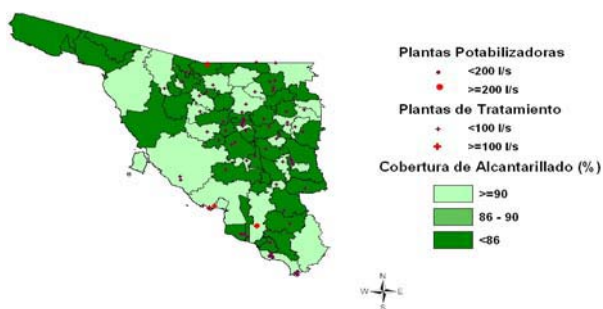 Plantas Potabilizadoras
<200 l/s
>=200 l/s
Plantas de Tratamiento
<100 l/s
>=100 l/s
Cobertura de Alcantarillado (%)
>=90
86 - 90
<86
N
W E
S